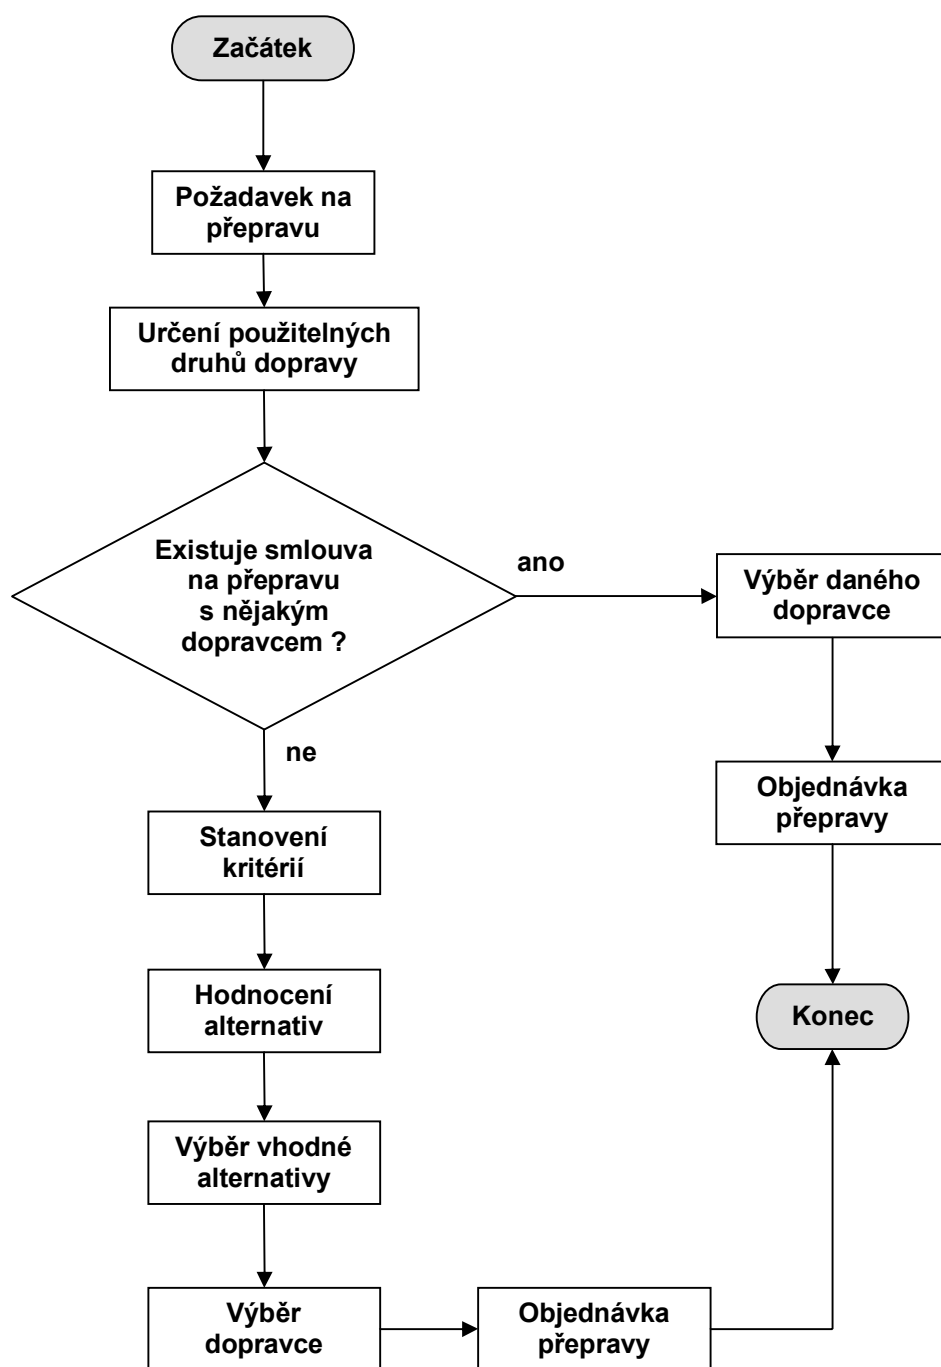 Začátek
Požadavek na
přepravu
Určení použitelných
druhů dopravy
Existuje smlouva
na přepravu
s nějakým
dopravcem ?
ano
Výběr daného
dopravce
Objednávka
přepravy
Konec
ne
Stanovení
kritérií
Hodnocení
alternativ
Výběr vhodné
alternativy
Výběr
dopravce
Objednávka
přepravy